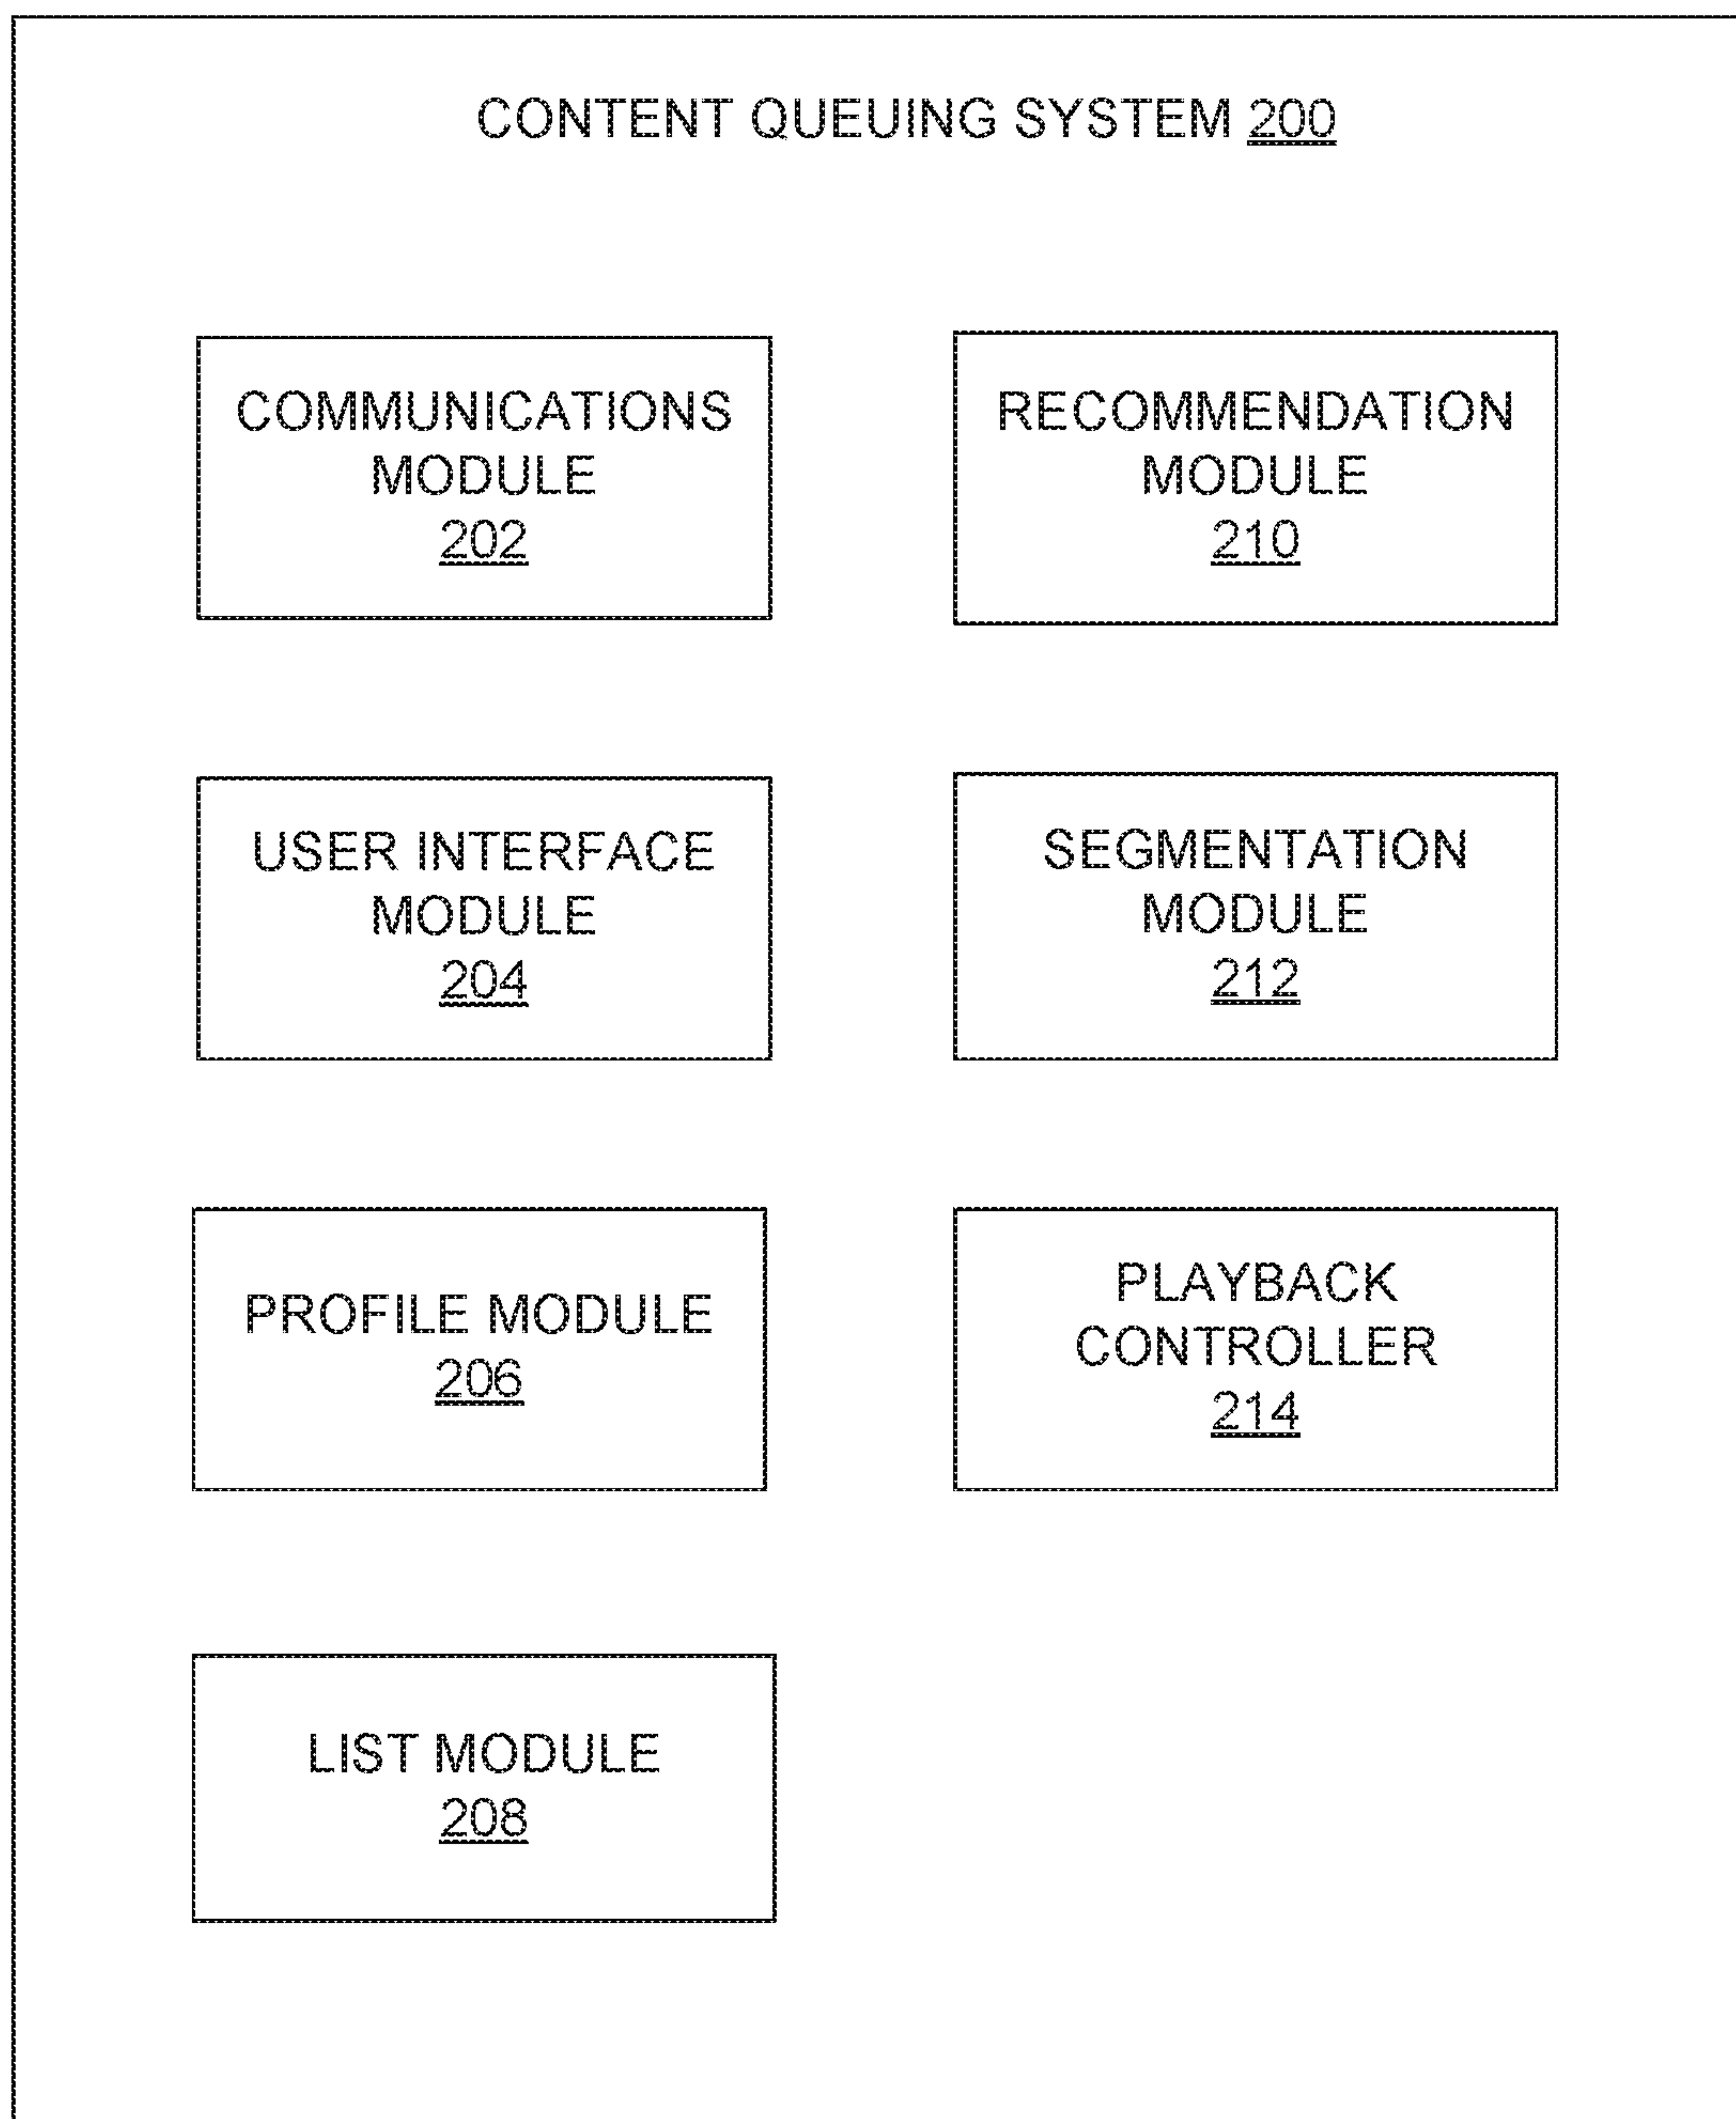 CONTENT QUEUING SYSTEM 200
COMMUNICATIONS
MODULE
202
RECOMMENDATION
MODULE
210
USER INTERFACE
MODULE
204
SEGMENTATION
MODULE
212
PROFILE MODULE
206
PLAYBACK
CONTROLLER
214
LIST MODULE
208